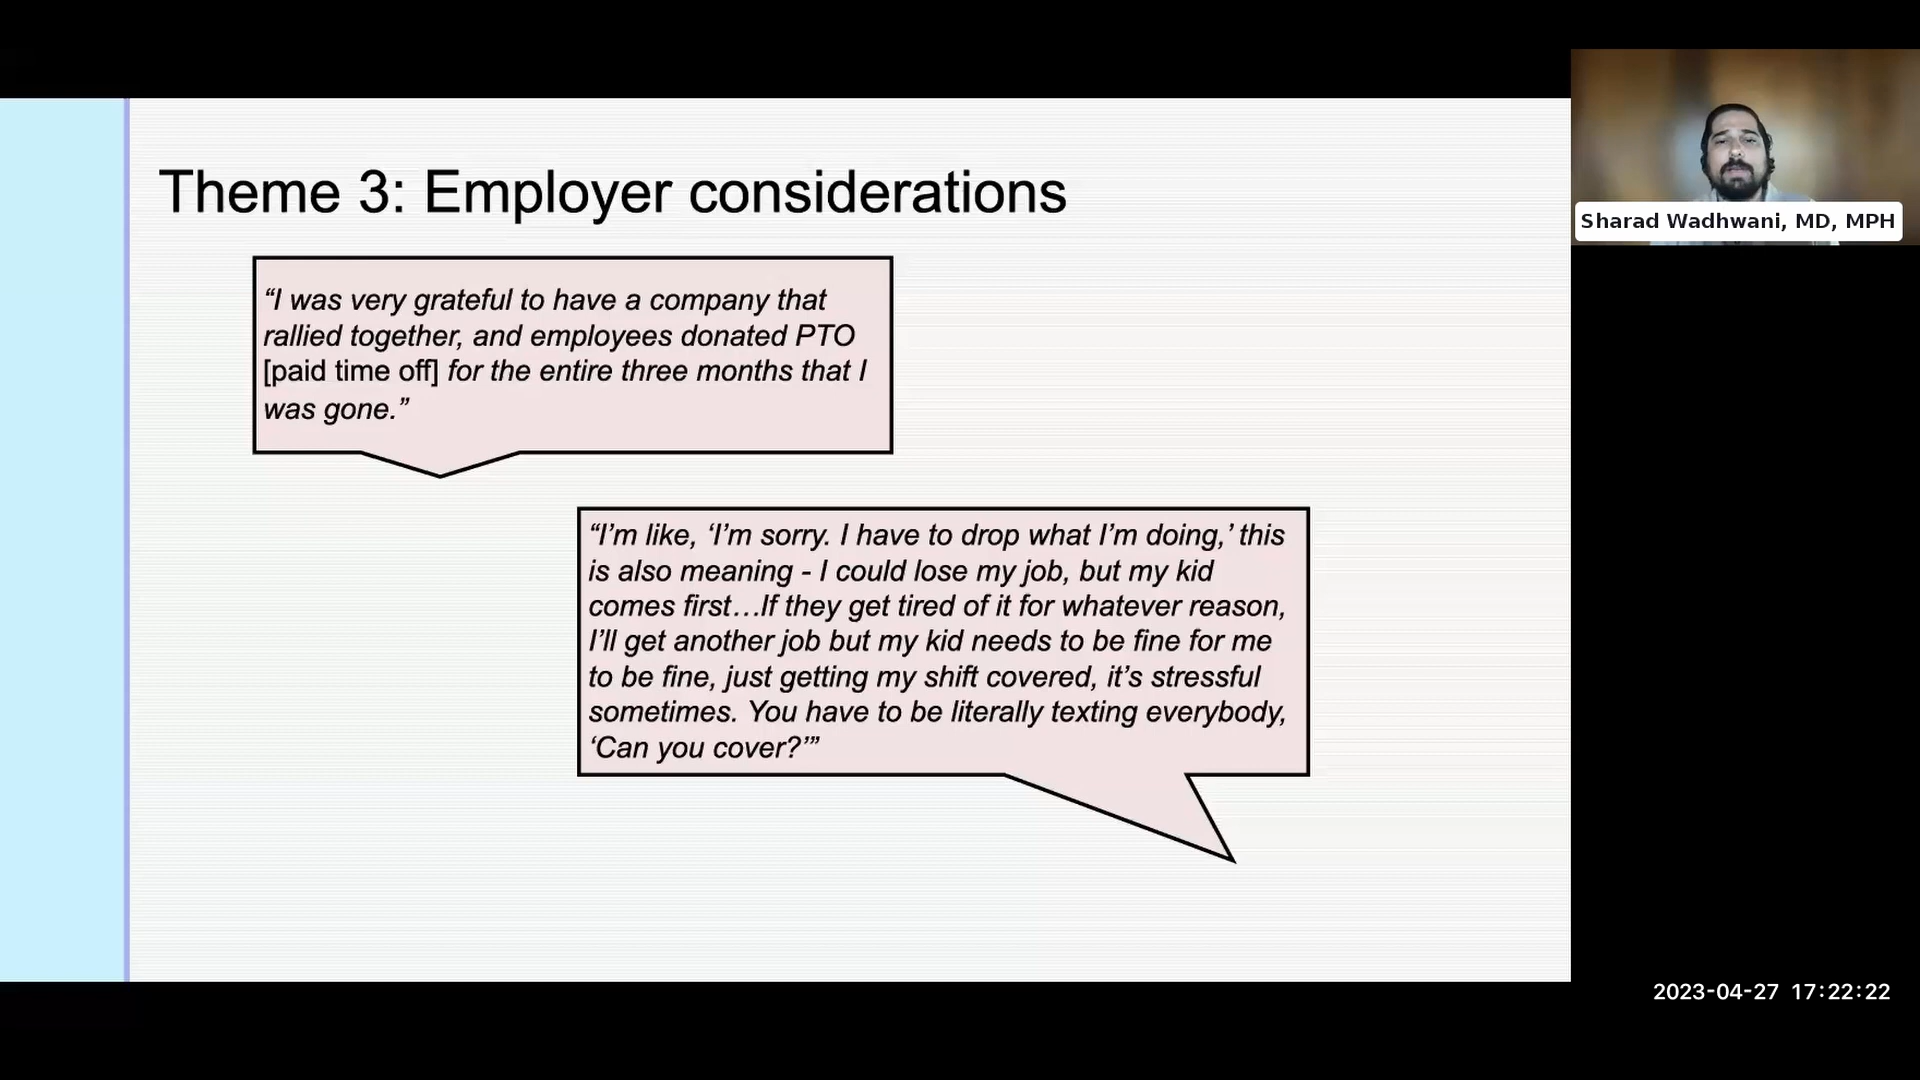 Theme 3: Employer considerations
“I was very grateful to have a company that
rallied together, and employees donated PTO
[paid time off] for the entire three months that I
was gone.”
“I’m like, ‘I’m sorry. I have to drop what I’m doing,’ this
is also meaning - I could lose my job, but my kid
comes first…If they get tired of it for whatever reason,
I’ll get another job but my kid needs to be fine for me
to be fine, just getting my shift covered, it’s stressful
sometimes. You have to be literally texting everybody,
‘Can you cover?’”
Sharad Wadhwani, MD, MPH
2023-04-27 17:22:22